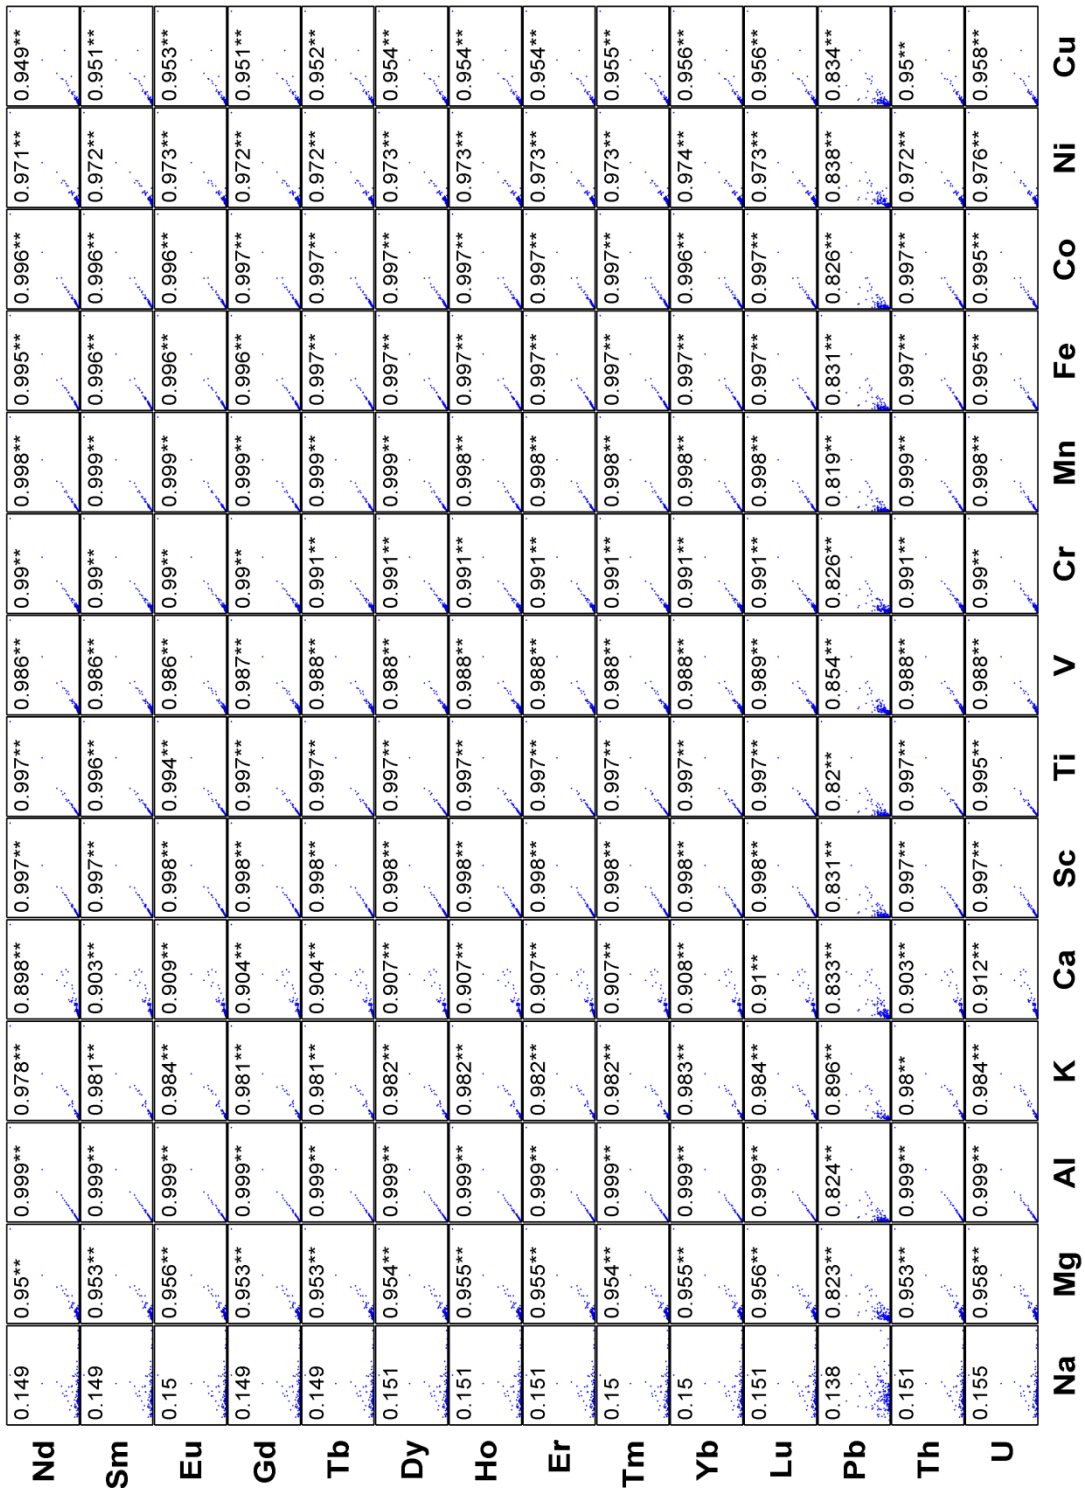 Nd 0.149 0.95** 0.999** 0.978** 0.898** 0.997** 0.997** 0.986** 0.99** 0.998** 0.995** 0.996** 0.971** 0.949**
Sm 0.149 0.953** 0.999** 0.981** 0.903** 0.997** 0.996** 0.986** 0.99** 0.999** 0.996** 0.996** 0.972** 0.951**
Eu 0.15 0.956** 0.999** 0.984** 0.909** 0.998** 0.994** 0.986** 0.99** 0.999** 0.996** 0.996** 0.973** 0.953**
Gd 0.149 0.953** 0.999** 0.981** 0.904** 0.998** 0.997** 0.987** 0.99** 0.999** 0.996** 0.997** 0.972** 0.951**
Tb 0.149 0.953** 0.999** 0.981** 0.904** 0.998** 0.997** 0.988** 0.991** 0.999** 0.997** 0.997** 0.972** 0.952**
Dy 0.151 0.954** 0.999** 0.982** 0.907** 0.998** 0.997** 0.988** 0.991** 0.999** 0.997** 0.997** 0.973** 0.954**
Ho 0.151 0.955** 0.999** 0.982** 0.907** 0.998** 0.997** 0.988** 0.991** 0.998** 0.997** 0.997** 0.973** 0.954**
Er 0.151 0.955** 0.999** 0.982** 0.907** 0.998** 0.997** 0.988** 0.991** 0.998** 0.997** 0.997** 0.973** 0.954**
Tm 0.15 0.954** 0.999** 0.982** 0.907** 0.998** 0.997** 0.988** 0.991** 0.998** 0.997** 0.997** 0.973** 0.955**
Yb 0.15 0.955** 0.999** 0.983** 0.908** 0.998** 0.997** 0.988** 0.991** 0.998** 0.997** 0.996** 0.974** 0.956**
Lu 0.151 0.956** 0.999** 0.984** 0.91** 0.998** 0.997** 0.989** 0.991** 0.998** 0.997** 0.997** 0.973** 0.956**
Pb 0.138 0.823** 0.824** 0.896** 0.833** 0.831** 0.82** 0.854** 0.826** 0.819** 0.831** 0.826** 0.838** 0.834**
Th 0.151 0.953** 0.999** 0.98** 0.903** 0.997** 0.997** 0.988** 0.991** 0.999** 0.997** 0.997** 0.972** 0.95**
U 0.155 0.958** 0.999** 0.984** 0.912** 0.997** 0.995** 0.988** 0.99** 0.998** 0.995** 0.995** 0.976** 0.958**
Na Mg Al K Ca Sc Ti V Cr Mn Fe Co Ni Cu